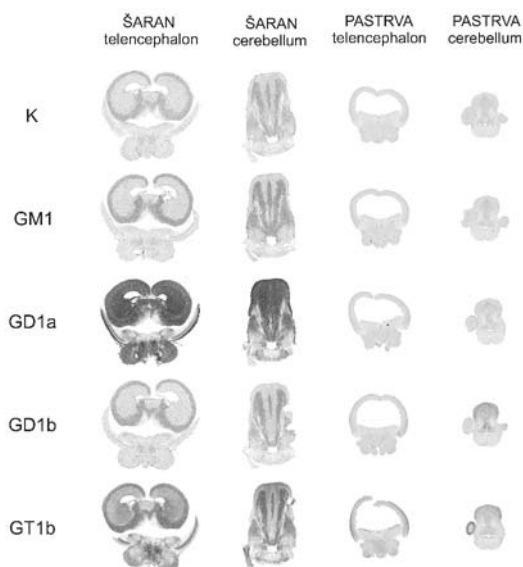 ŠARAN telencephalon
ŠARAN cerebellum
PASTRVA telencephalon
PASTRVA cerebellum
K
GM1
GD1a
GD1b
GT1b